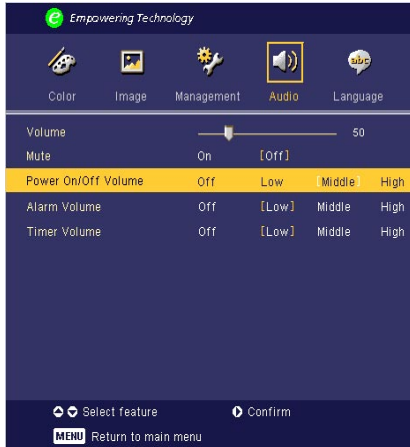 e Empowering Technology
Color Image Management Audio Language
Volume 50
Mute On [Off]
Power On/Off Volume Off Low [Middle] High
Alarm Volume Off [Low] Middle High
Timer Volume Off [Low] Middle High
Select feature Confirm
MENU Return to main menu